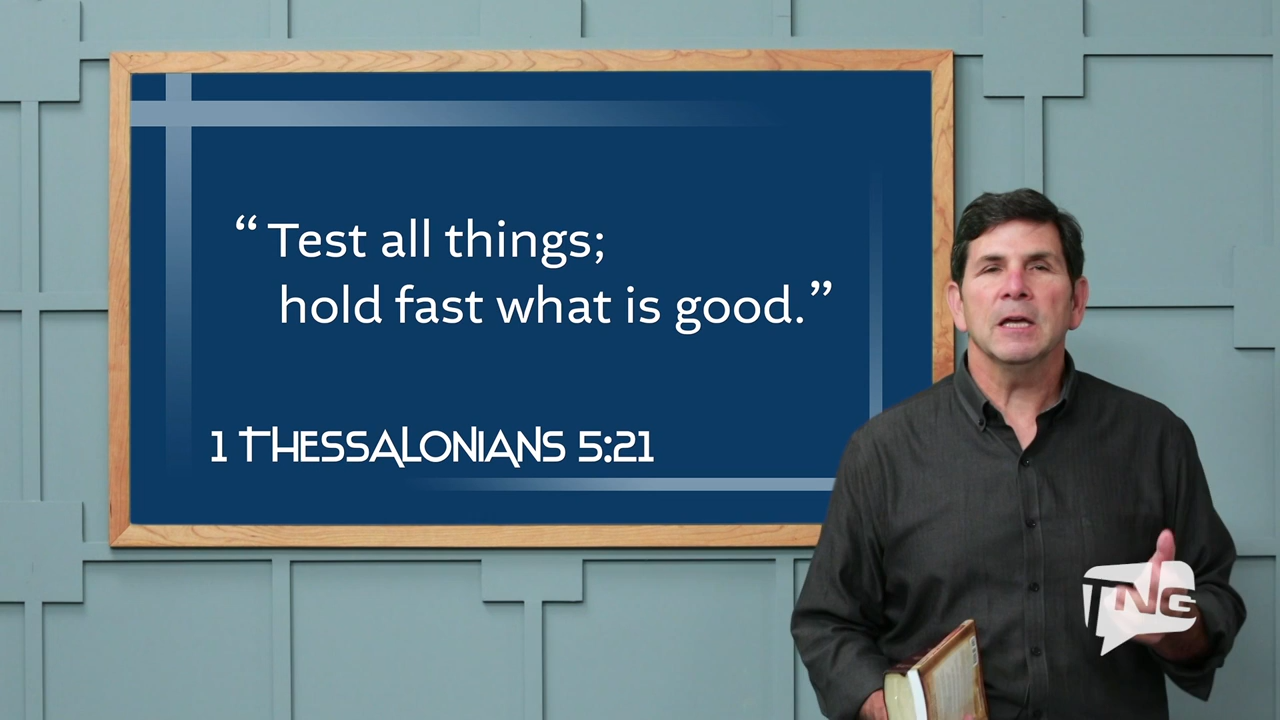 “ Test all things;
hold fast what is good.”
1 THESSALONIANS 5:21
TNG